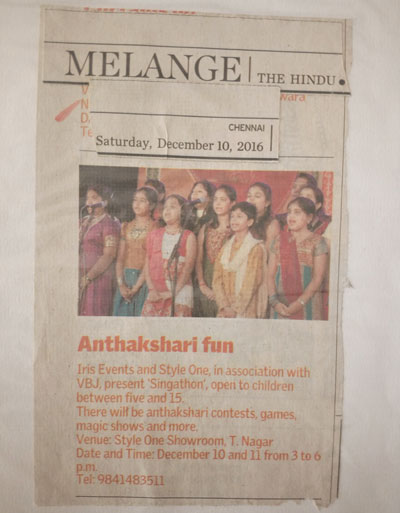 MELANGE THE HINDU
CHENNAI
Saturday, December 10, 2016
Anthakshari fun
Iris Events and Style One, in association with
VBJ, present 'Singathon', open to children
between five and 15.
There will be anthakshari contests, games,
magic shows and more.
Venue: Style One Showroom, T. Nagar
Date and Time: December 10 and 11 from 3 to 6
p.m.
Tel: 9841483511